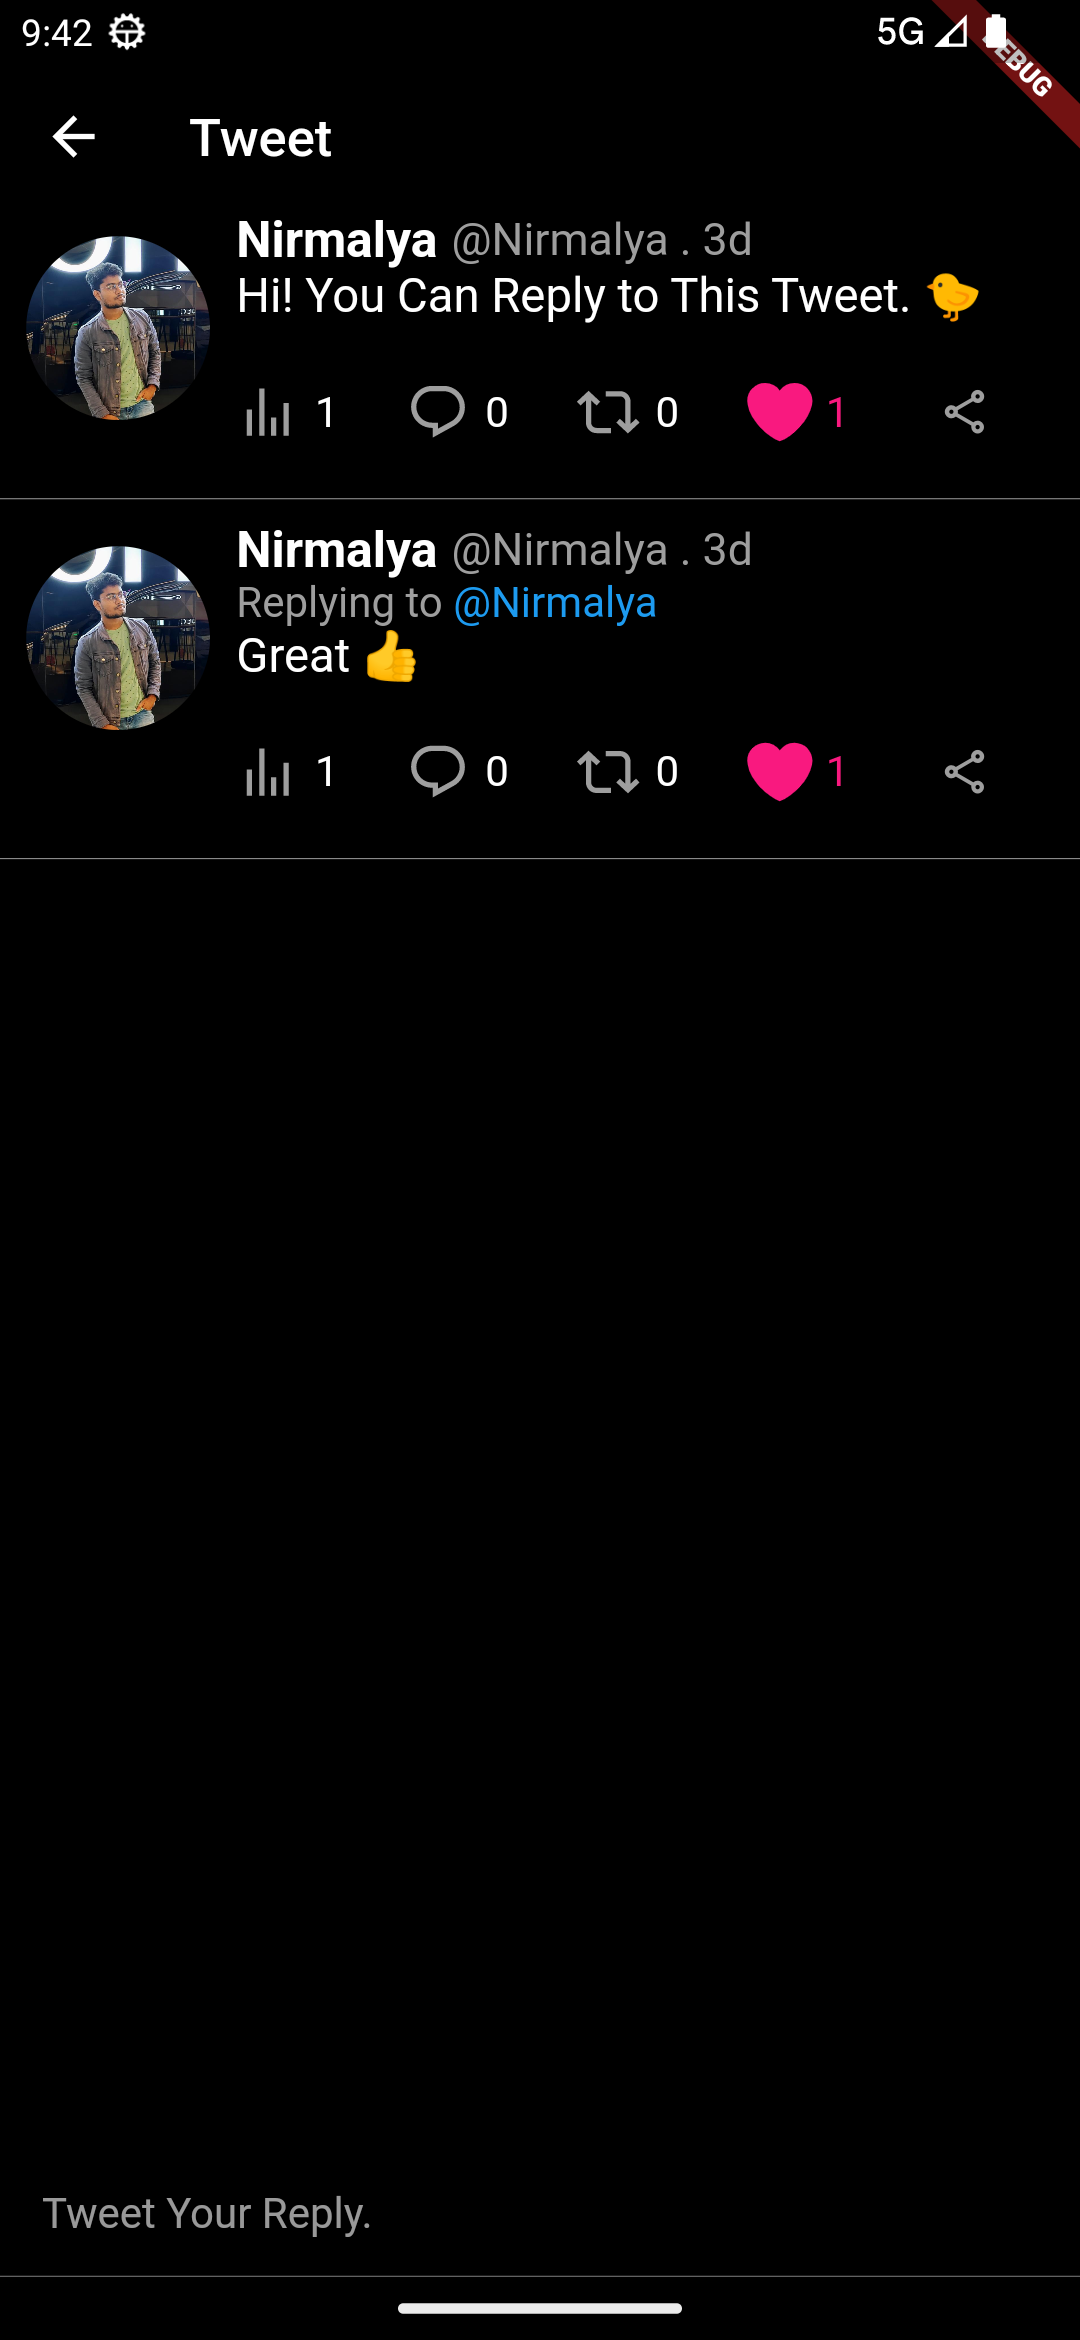 9:42 5G
DEBUG
Tweet
Nirmalya @Nirmalya . 3d
Hi! You Can Reply to This Tweet. 🐤
1 0 0 1
Nirmalya @Nirmalya . 3d
Replying to @Nirmalya
Great 👍
1 0 0 1
Tweet Your Reply.